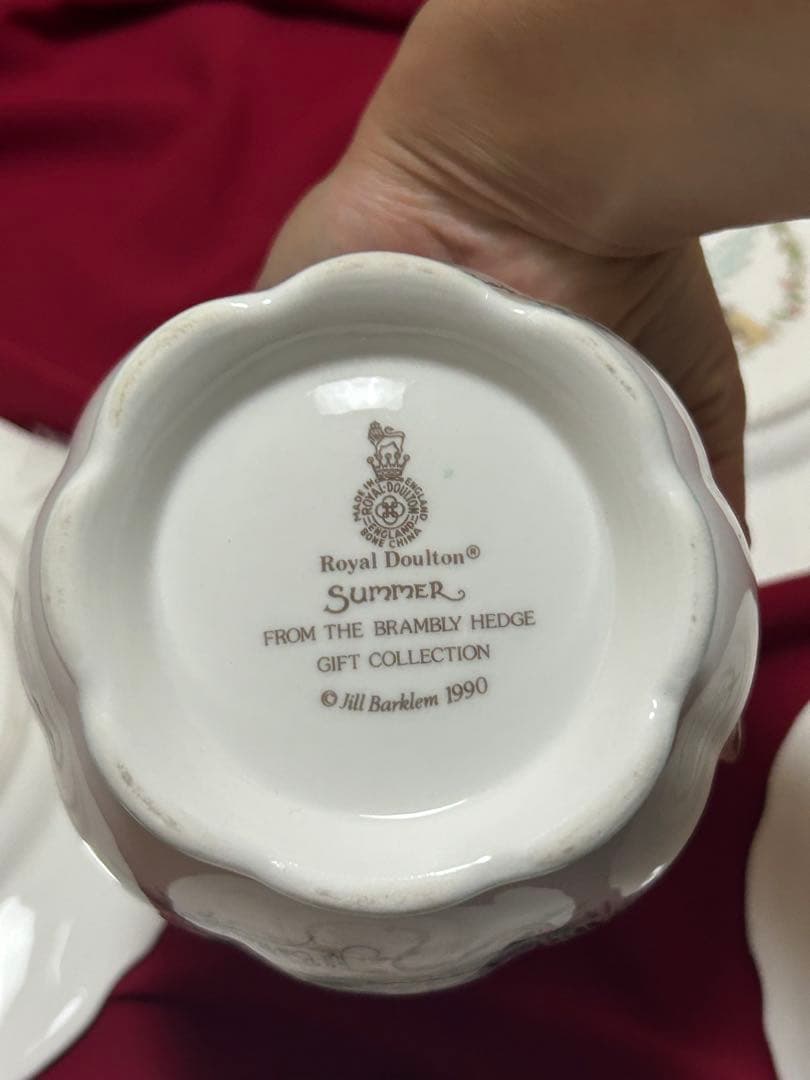 MADE IN ENGLAND
ROYAL·DOULTON
ENGLAND
BONE CHINA
Royal Doulton®
SUMMER
FROM THE BRAMBLY HEDGE
GIFT COLLECTION
© Jill Barklem 1990